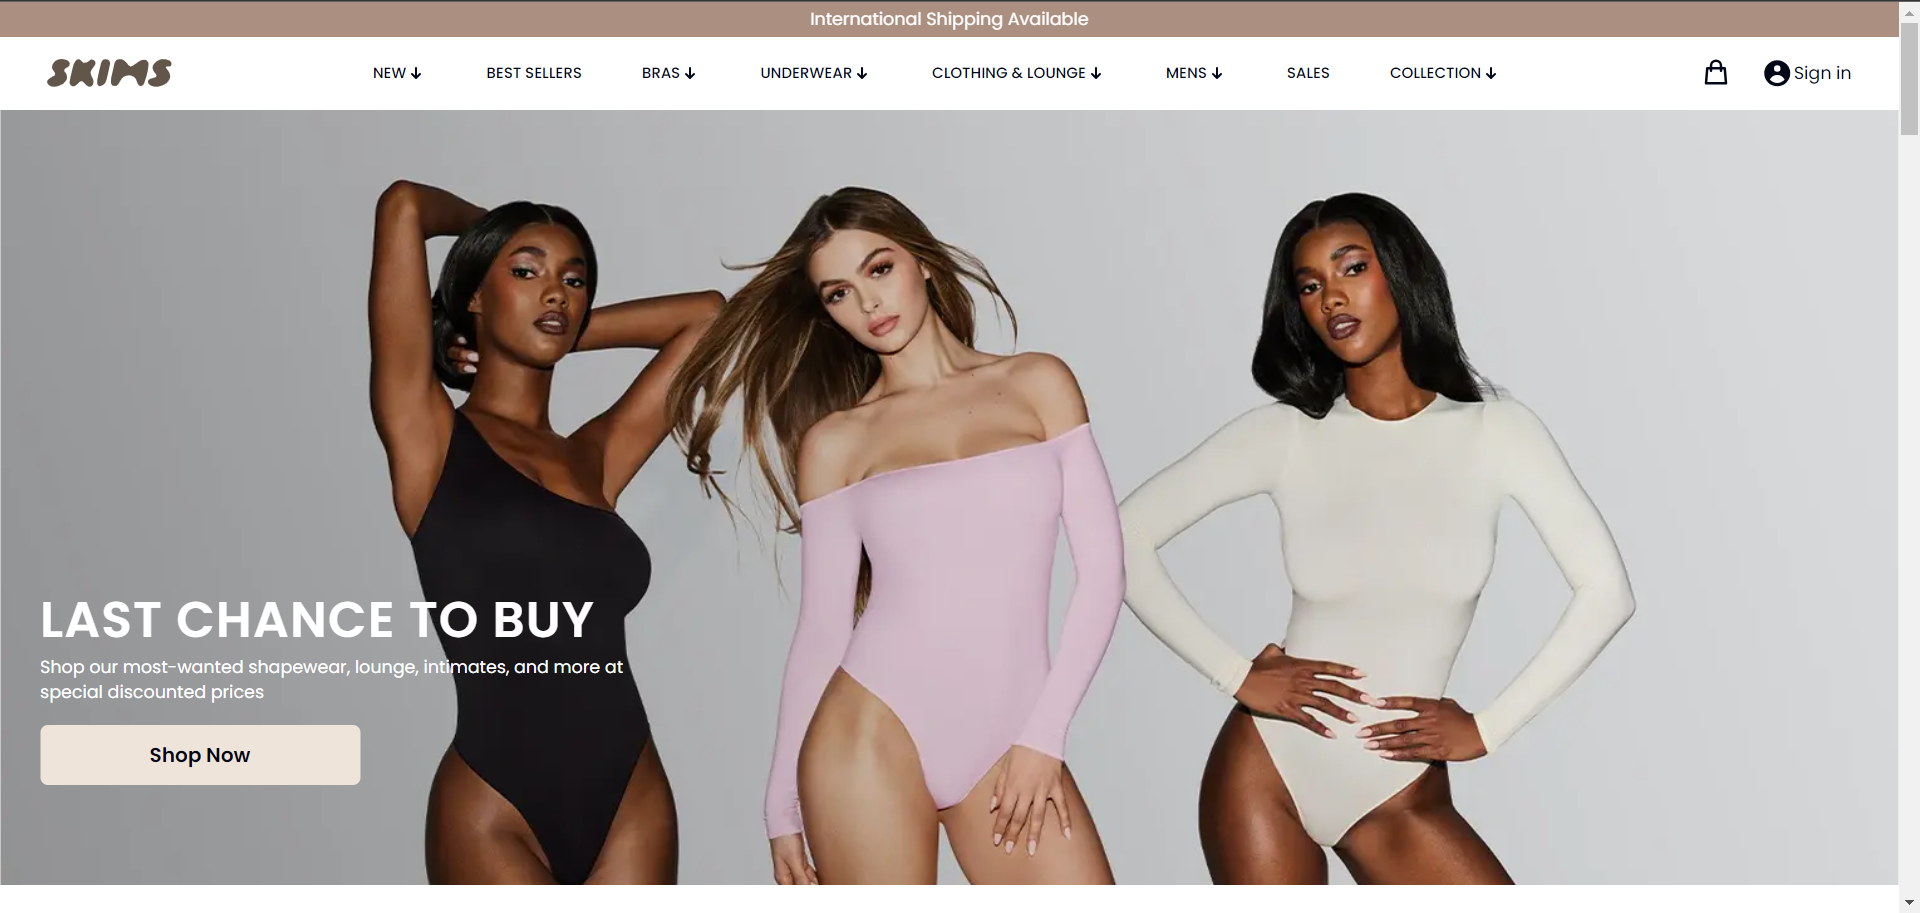 International Shipping Available
SKIMS
NEW
BEST SELLERS
BRAS
UNDERWEAR
CLOTHING & LOUNGE
MENS
SALES
COLLECTION
Sign in
LAST CHANCE TO BUY
Shop our most-wanted shapewear, lounge, intimates, and more at
special discounted prices
Shop Now